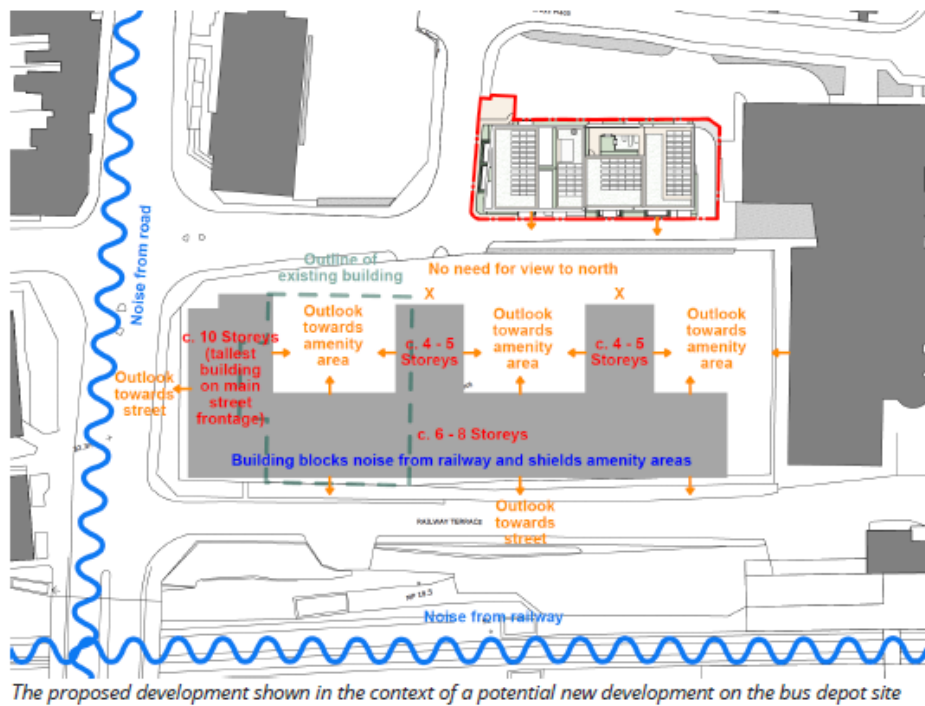 Noise from road
Outline of
existing building
No need for view to north
X
X
Outlook
towards
amenity
area
Outlook
towards
amenity
area
Outlook
towards
amenity
area
c. 10 Storeys
(tallest
building
on main
street
frontage)
c. 4 - 5
Storeys
c. 4 - 5
Storeys
Outlook
towards
street
c. 6 - 8 Storeys
Building blocks noise from railway and shields amenity areas
Outlook
towards
street
RAILWAY TERRACE
Noise from railway
The proposed development shown in the context of a potential new development on the bus depot site